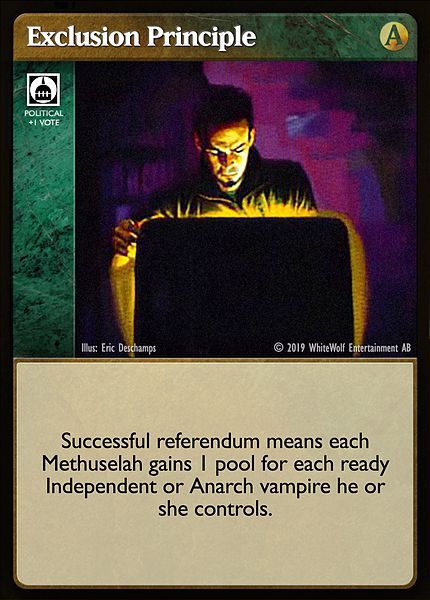 Exclusion Principle
A
POLITICAL
+1 VOTE
Illus: Eric Deschamps
© 2019 WhiteWolf Entertainment AB
Successful referendum means each
Methuselah gains 1 pool for each ready
Independent or Anarch vampire he or
she controls.